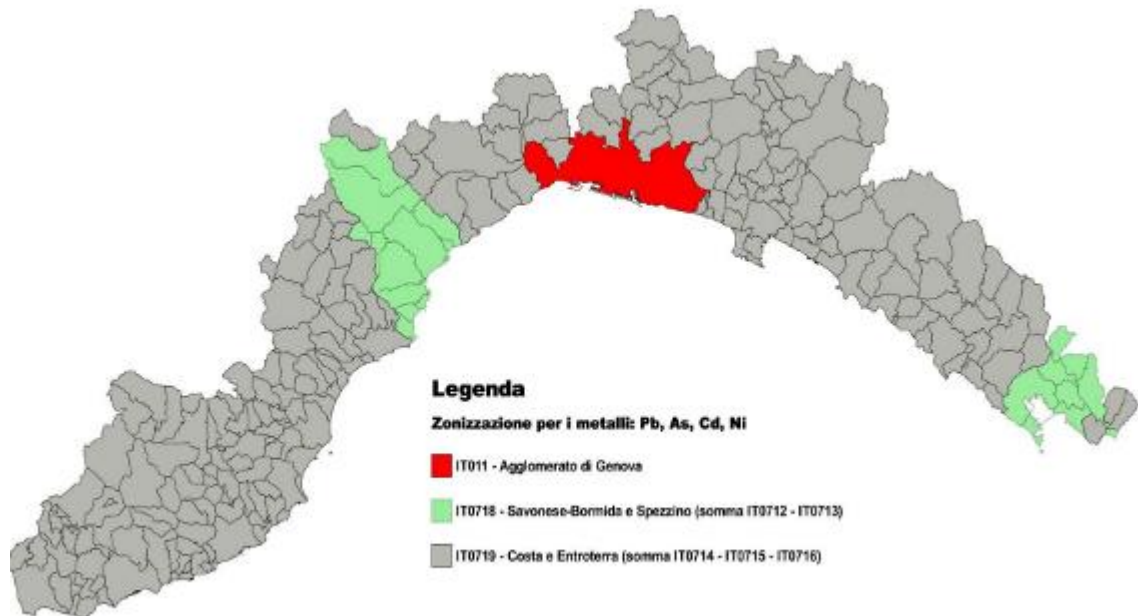 Legenda
Zonizzazione per i metalli: Pb, As, Cd, Ni
IT011 - Agglomerato di Genova
IT0718 - Savonese-Bormida e Spezzino (somma IT0712 - IT0713)
IT0719 - Costa e Entroterra (somma IT0714 - IT0715 - IT0716)